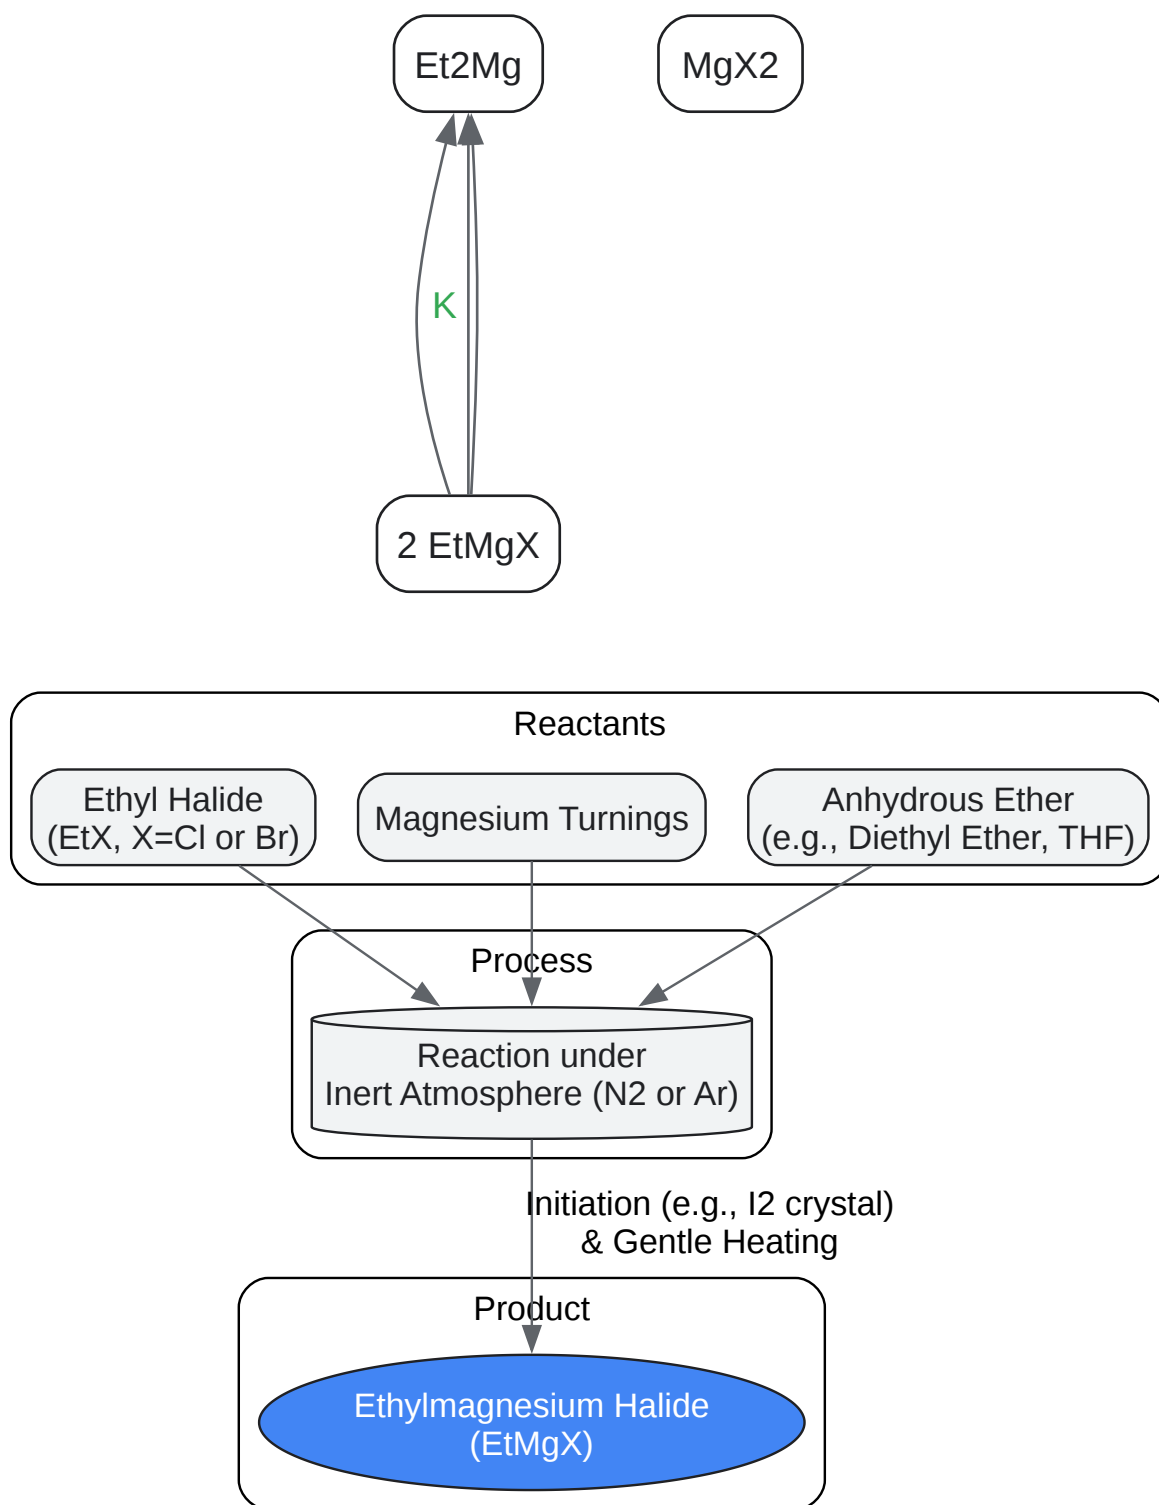 Et2Mg
MgX2
K
2 EtMgX
Reactants
Ethyl Halide
(EtX, X=Cl or Br)
Magnesium Turnings
Anhydrous Ether
(e.g., Diethyl Ether, THF)
Process
Reaction under
Inert Atmosphere (N2 or Ar)
Initiation (e.g., I2 crystal)
& Gentle Heating
Product
Ethylmagnesium Halide
(EtMgX)